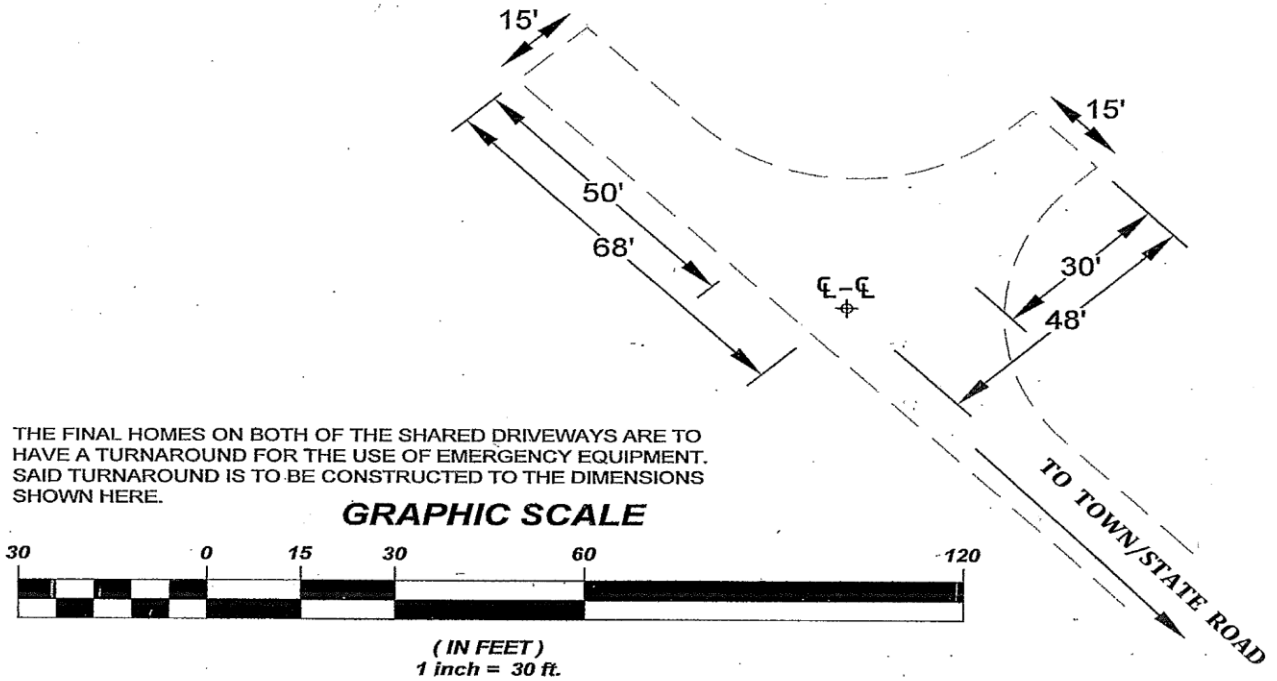 15'
15'
50'
68'
30'
48'
℄-℄
THE FINAL HOMES ON BOTH OF THE SHARED DRIVEWAYS ARE TO
HAVE A TURNAROUND FOR THE USE OF EMERGENCY EQUIPMENT.
SAID TURNAROUND IS TO BE CONSTRUCTED TO THE DIMENSIONS
SHOWN HERE.
TO TOWN/STATE ROAD
GRAPHIC SCALE
30 0 15 30 60 120
( IN FEET )
1 inch = 30 ft.